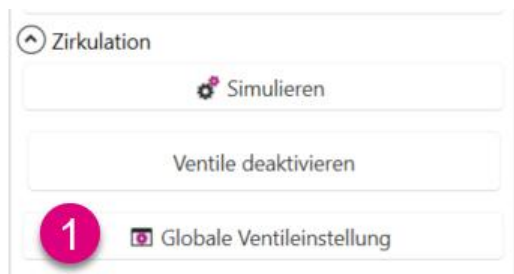 Zirkulation
Simulieren
Ventile deaktivieren
1 Globale Ventileinstellung